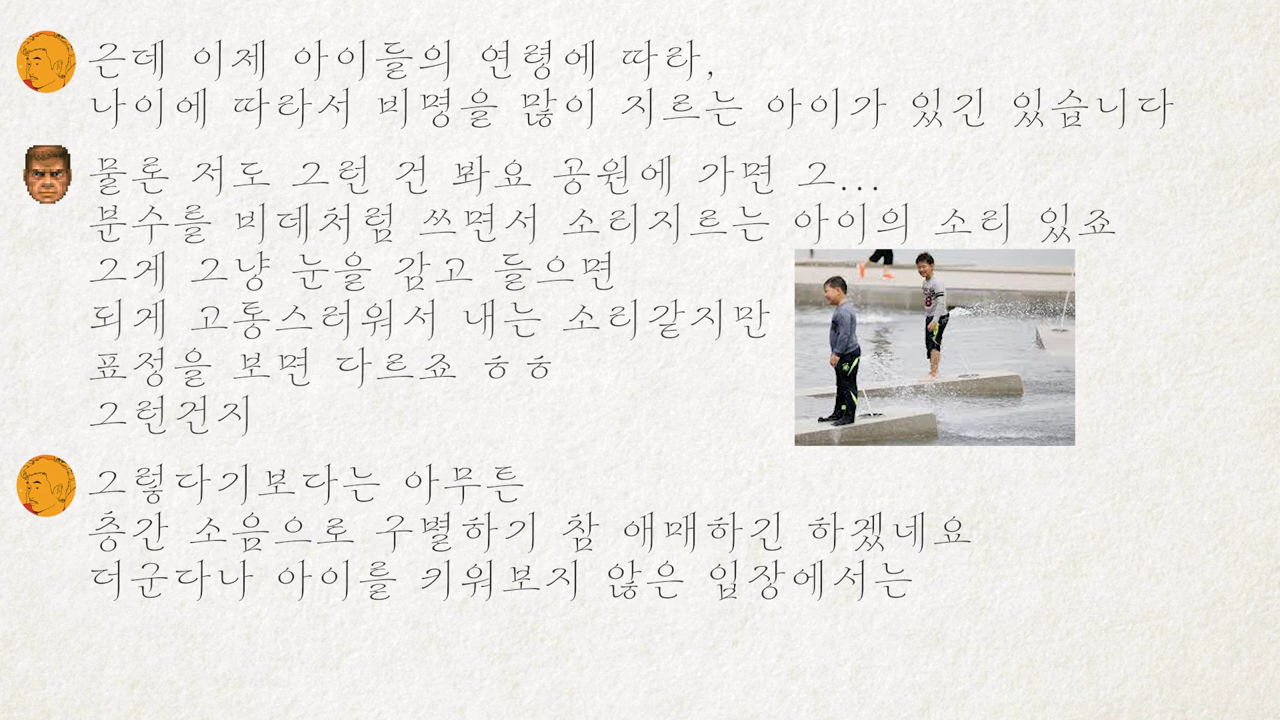 근데 이제 아이들의 연령에 따라,
나이에 따라서 비명을 많이 지르는 아이가 있긴 있습니다
물론 저도 그런 건 봐요 공원에 가면 그...
분수를 비데처럼 쓰면서 소리지르는 아이의 소리 있죠
그게 그냥 눈을 감고 들으면
되게 고통스러워서 내는 소리같지만
표정을 보면 다르죠 ㅎㅎ
그런건지
그렇다기보다는 아무튼
층간 소음으로 구별하기 참 애매하긴 하겠네요
더군다나 아이를 키워보지 않은 입장에서는